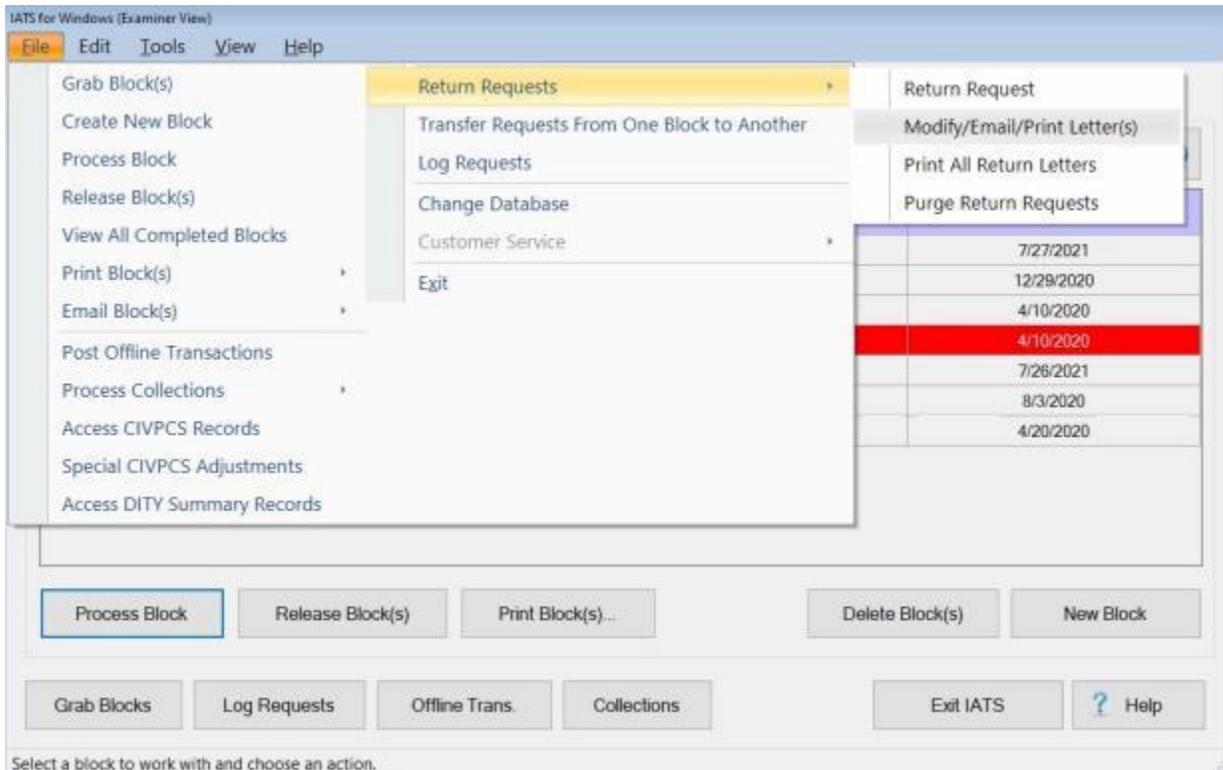 IATS for Windows (Examiner View)
File Edit Tools View Help
Grab Block(s)
Create New Block
Process Block
Release Block(s)
View All Completed Blocks
Print Block(s)
Email Block(s)
Post Offline Transactions
Process Collections
Access CIVPCS Records
Special CIVPCS Adjustments
Access DITY Summary Records
Return Requests
Transfer Requests From One Block to Another
Log Requests
Change Database
Customer Service
Exit
Return Request
Modify/Email/Print Letter(s)
Print All Return Letters
Purge Return Requests
7/27/2021
12/29/2020
4/10/2020
4/10/2020
7/26/2021
8/3/2020
4/20/2020
Process Block Release Block(s) Print Block(s)... Delete Block(s) New Block
Grab Blocks Log Requests Offline Trans. Collections Exit IATS ? Help
Select a block to work with and choose an action.